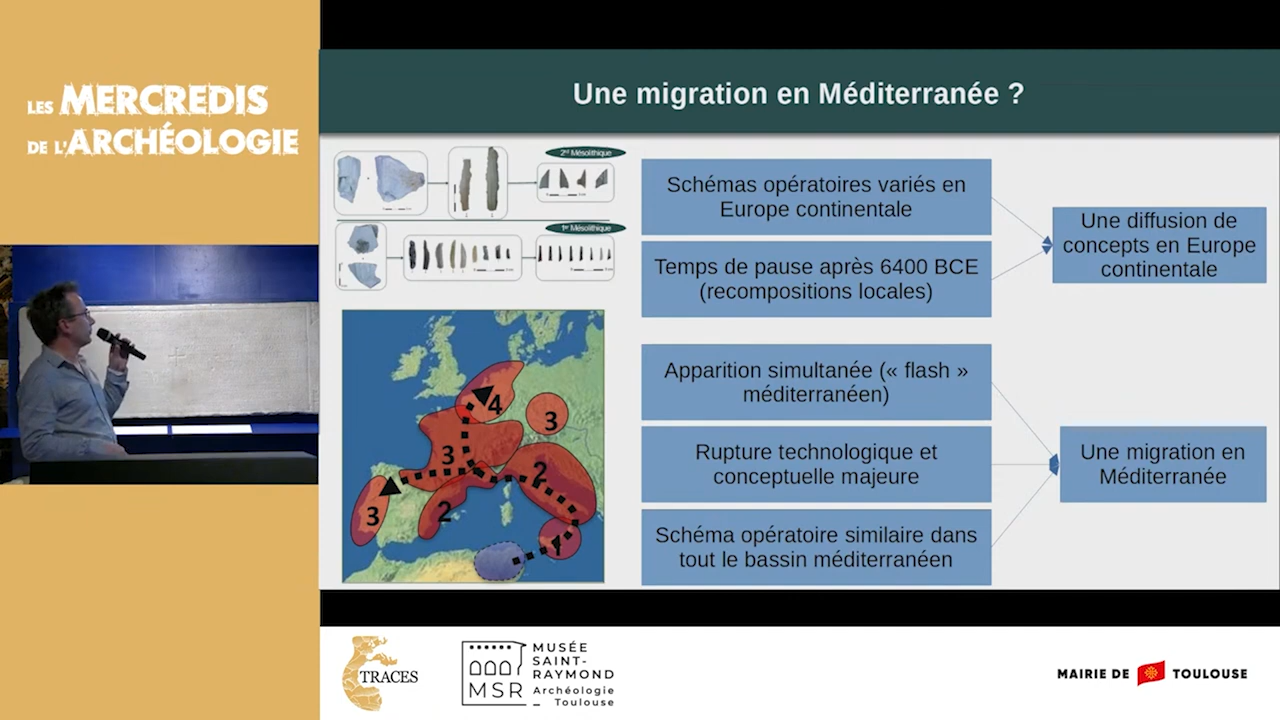 LES MERCREDIS
DE L'ARCHÉOLOGIE
Une migration en Méditerranée ?
2nd Mésolithique
1er Mésolithique
Schémas opératoires variés en
Europe continentale
Temps de pause après 6400 BCE
(recompositions locales)
Une diffusion de
concepts en Europe
continentale
4
3
3
2
3
2
1
Apparition simultanée (« flash »
méditerranéen)
Rupture technologique et
conceptuelle majeure
Schéma opératoire similaire dans
tout le bassin méditerranéen
Une migration en
Méditerranée
TRACES
MSR
MUSÉE
SAINT-
RAYMOND
Archéologie
Toulouse
MAIRIE DE TOULOUSE